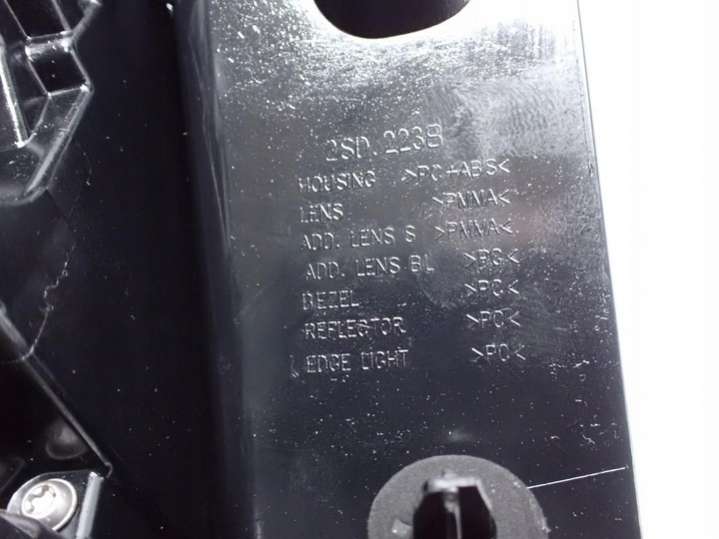 2SD.223B
HOUSING >PC+ABS<
LENS >PMMA<
ADD. LENS S >PMMA<
ADD. LENS BL >PC<
BEZEL >PC<
REFLECTOR >PC<
EDGE LIGHT >PC<